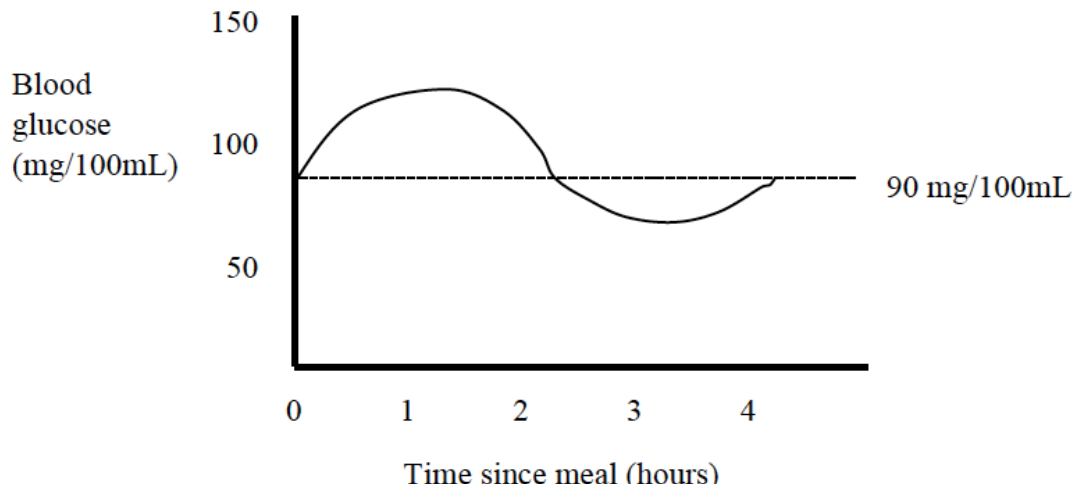 150
Blood
glucose
(mg/100mL)
100
90 mg/100mL
50
0 1 2 3 4
Time since meal (hours)